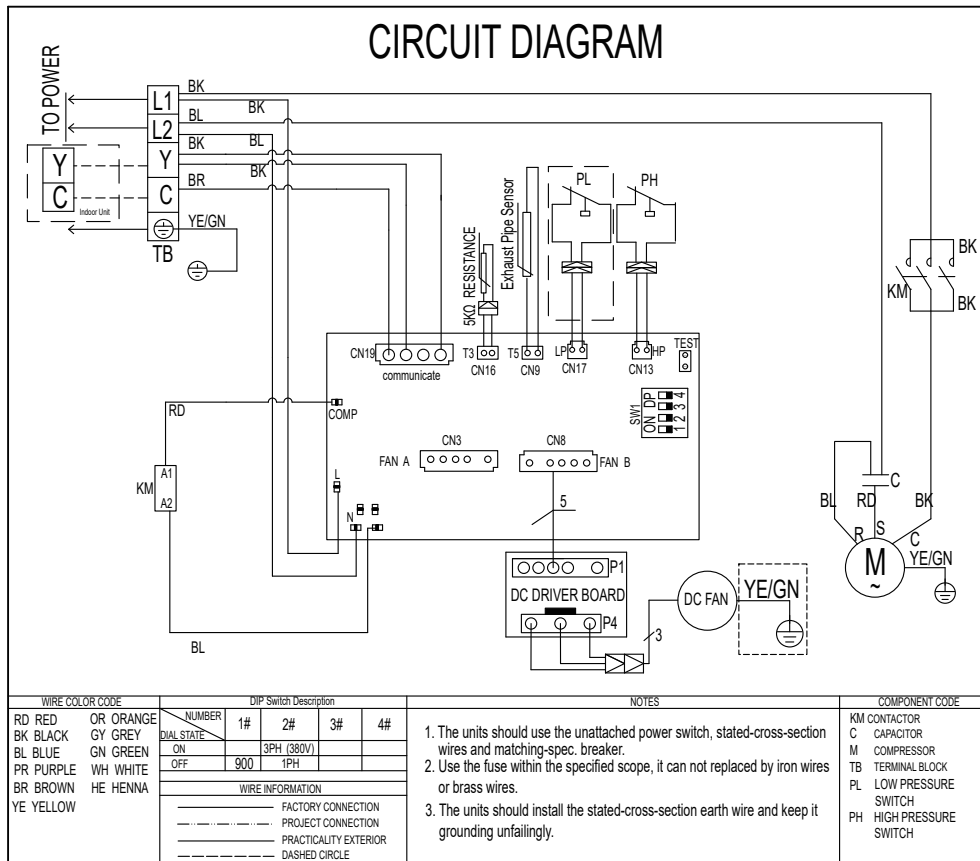 CIRCUIT DIAGRAM
TO POWER
L1
L2
Y
C
TB
Y
C
Indoor Unit
BK
BK
BL
BL
BK
BK
BR
YE/GN
5KΩ RESISTANCE
Exhaust Pipe Sensor
PL
PH
KM
BK
BK
CN19
communicate
T3
CN16
T5
CN9
LP
CN17
HP
CN13
TEST
SW1
ON DP
1 2 3 4
COMP
RD
KM
A1
A2
BL
L
N
FAN A
CN3
CN8
FAN B
5
P1
DC DRIVER BOARD
P4
3
DC FAN
YE/GN
C
BL
RD
BK
R
S
C
M
~
YE/GN
WIRE COLOR CODE
RD RED OR ORANGE
BK BLACK GY GREY
BL BLUE GN GREEN
PR PURPLE WH WHITE
BR BROWN HE HENNA
YE YELLOW
DIP Switch Description
NUMBER 1# 2# 3# 4#
DIAL STATE
ON 3PH (380V)
OFF 900 1PH
WIRE INFORMATION
FACTORY CONNECTION
PROJECT CONNECTION
PRACTICALITY EXTERIOR
DASHED CIRCLE
NOTES
1. The units should use the unattached power switch, stated-cross-section
wires and matching-spec. breaker.
2. Use the fuse within the specified scope, it can not replaced by iron wires
or brass wires.
3. The units should install the stated-cross-section earth wire and keep it
grounding unfailingly.
COMPONENT CODE
KM CONTACTOR
C CAPACITOR
M COMPRESSOR
TB TERMINAL BLOCK
PL LOW PRESSURE
SWITCH
PH HIGH PRESSURE
SWITCH